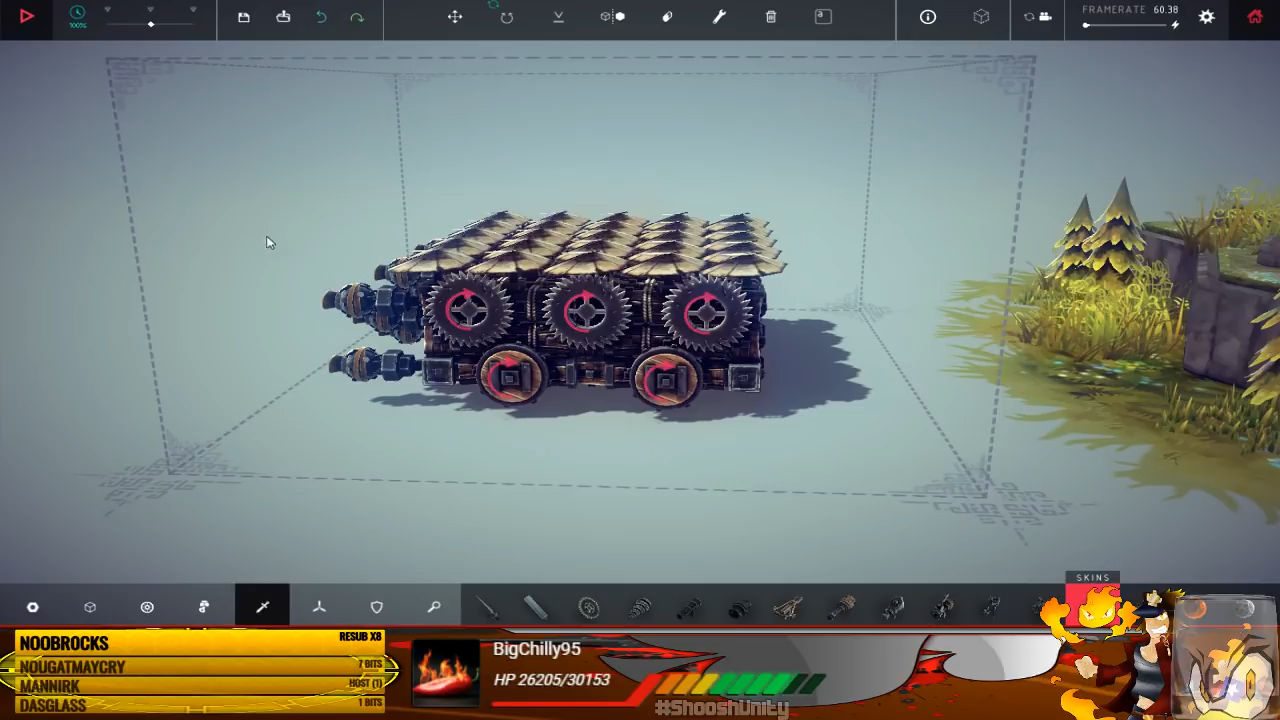 100%
FRAMERATE 60.38
SKINS
NOOBROCKS RESUB X8
NOUGATMAYCRY 7 BITS
MANNIRK HOST (1)
DASGLASS 1 BITS
BigChilly95
HP 26205/30153
#ShooshUnity